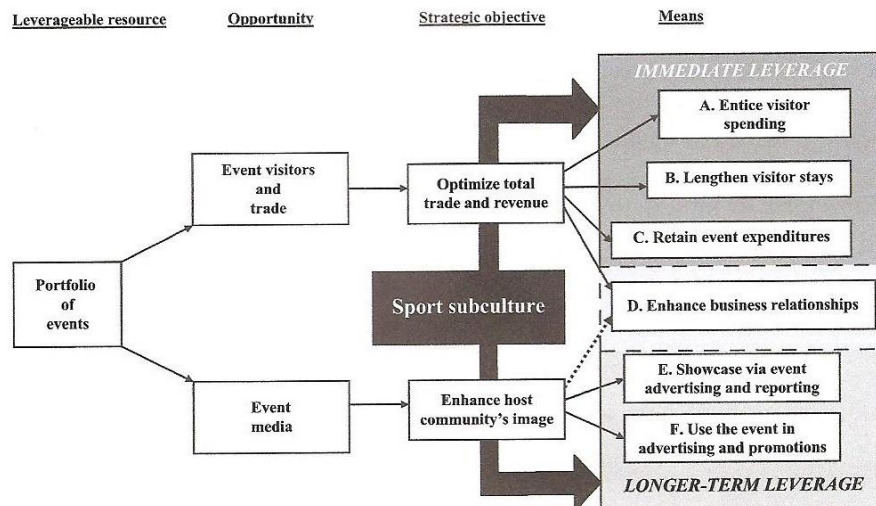 Leverageable resource
Opportunity
Strategic objective
Means
IMMEDIATE LEVERAGE
A. Entice visitor
spending
Event visitors
and
trade
Optimize total
trade and revenue
B. Lengthen visitor stays
C. Retain event expenditures
Portfolio
of
events
Sport subculture
D. Enhance business relationships
Event
media
Enhance host
community's image
E. Showcase via event
advertising and reporting
F. Use the event in
advertising and promotions
LONGER-TERM LEVERAGE